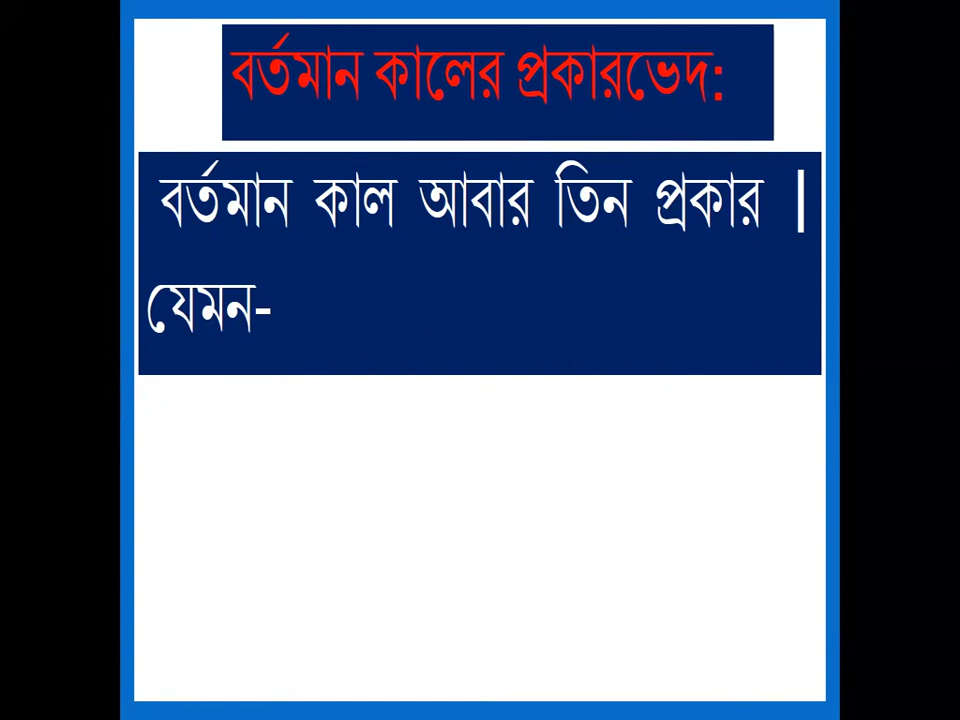 বর্তমান কালের প্রকারভেদ:
বর্তমান কাল আবার তিন প্রকার |
যেমন-